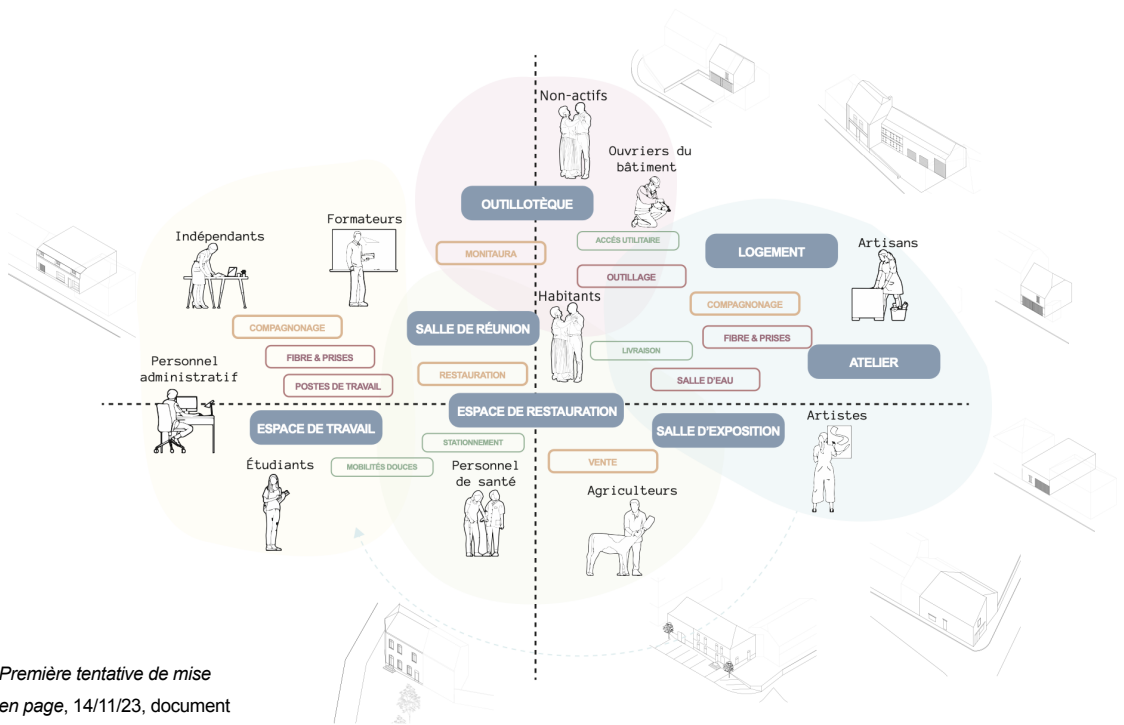 Non-actifs
Ouvriers du
bâtiment
OUTILLOTÈQUE
Formateurs
Indépendants
ACCÈS UTILITAIRE
MONITAURA
LOGEMENT
Artisans
OUTILLAGE
Habitants
COMPAGNONAGE
COMPAGNONAGE
SALLE DE RÉUNION
FIBRE & PRISES
LIVRAISON
FIBRE & PRISES
ATELIER
Personnel
administratif
POSTES DE TRAVAIL
RESTAURATION
SALLE D'EAU
ESPACE DE RESTAURATION
ESPACE DE TRAVAIL
SALLE D'EXPOSITION
Artistes
STATIONNEMENT
Étudiants
MOBILITÉS DOUCES
Personnel
de santé
VENTE
Agriculteurs
Première tentative de mise
en page, 14/11/23, document